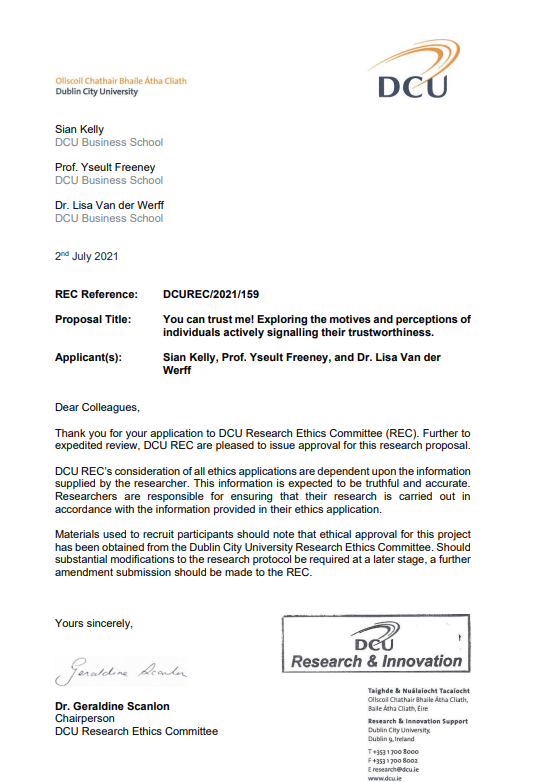 Ollscoil Chathair Bhaile Átha Cliath
Dublin City University
DCU
Sian Kelly
DCU Business School
Prof. Yseult Freeney
DCU Business School
Dr. Lisa Van der Werff
DCU Business School
2nd July 2021
REC Reference: DCUREC/2021/159
Proposal Title: You can trust me! Exploring the motives and perceptions of
individuals actively signalling their trustworthiness.
Applicant(s): Sian Kelly, Prof. Yseult Freeney, and Dr. Lisa Van der
Werff
Dear Colleagues,
Thank you for your application to DCU Research Ethics Committee (REC). Further to
expedited review, DCU REC are pleased to issue approval for this research proposal.
DCU REC's consideration of all ethics applications are dependent upon the information
supplied by the researcher. This information is expected to be truthful and accurate.
Researchers are responsible for ensuring that their research is carried out in
accordance with the information provided in their ethics application.
Materials used to recruit participants should note that ethical approval for this project
has been obtained from the Dublin City University Research Ethics Committee. Should
substantial modifications to the research protocol be required at a later stage, a further
amendment submission should be made to the REC.
Yours sincerely,
DCU
Research & Innovation
Geraldine Scanlon
Dr. Geraldine Scanlon
Chairperson
DCU Research Ethics Committee
Taighde & Nuálaíocht Tacaíocht
Ollscoil Chathair Bhaile Átha Cliath,
Baile Átha Cliath, Éire
Research & Innovation Support
Dublin City University,
Dublin 9, Ireland
T +353 1 700 8000
F +353 1 700 8002
E research@dcu.ie
www.dcu.ie